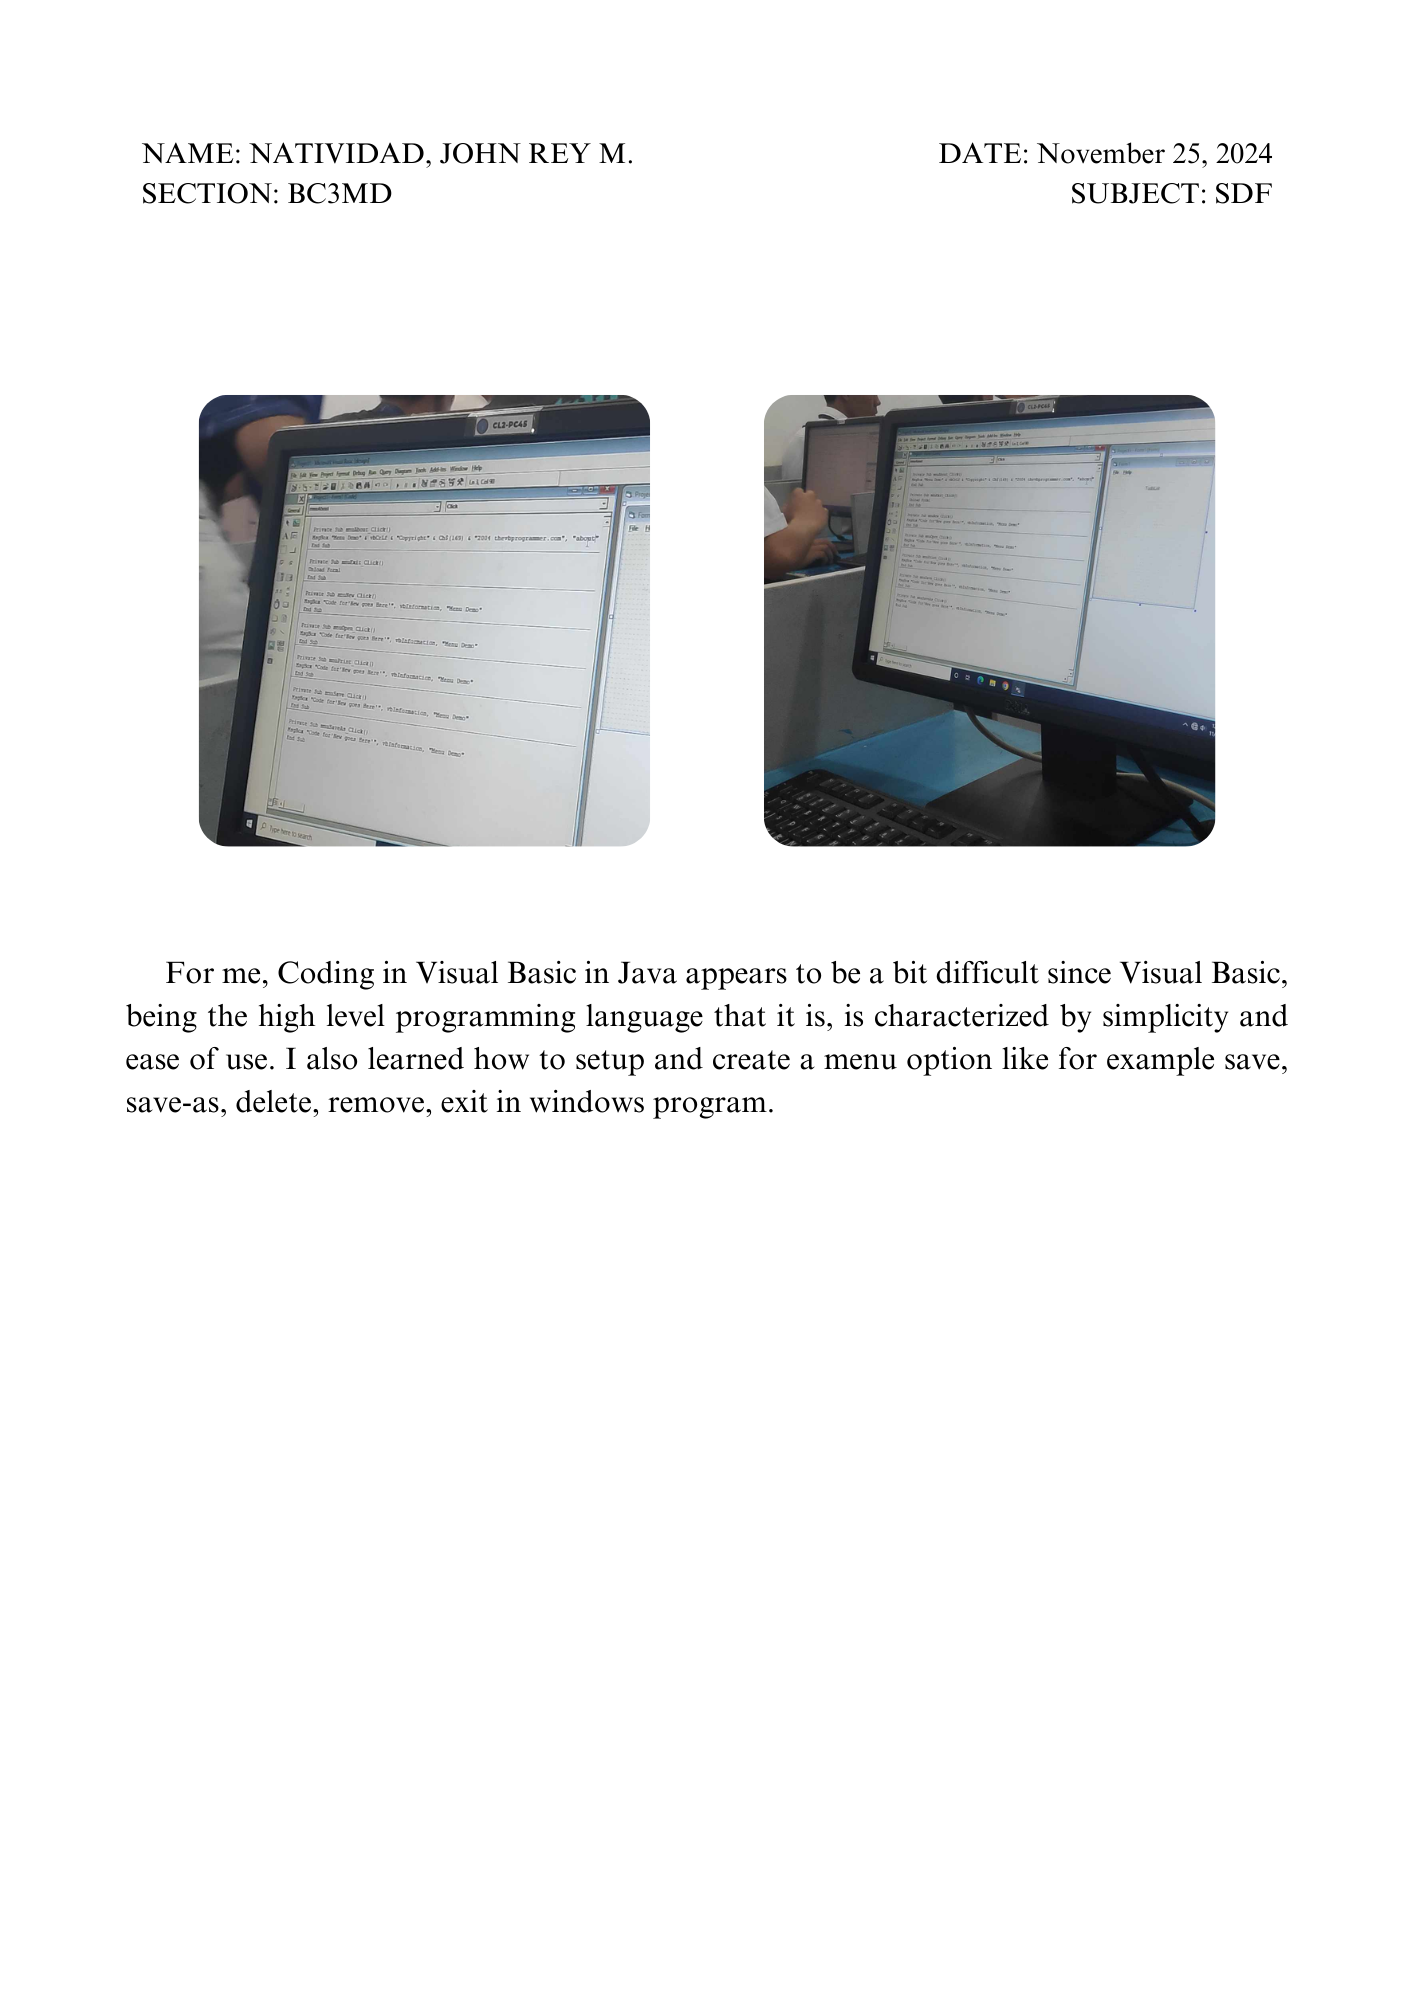 NAME: NATIVIDAD, JOHN REY M.
DATE: November 25, 2024
SECTION: BC3MD
SUBJECT: SDF
CL2-PC45
File Edit View Project Format Debug Run Query Diagram Tools Add-Ins Window Help
Click
Private Sub mnuAbout_Click()
MsgBox "Menu Demo" & vbCrLf & "Copyright" & "2024 thevbprogrammer.com", "about"
End Sub
Private Sub mnuExit_Click()
Unload Form1
End Sub
Private Sub mnuNew_Click()
MsgBox "Code for'New goes Here'", vbInformation, "Menu Demo"
End Sub
Private Sub mnuOpen_Click()
MsgBox "Code for'New goes Here'", vbInformation, "Menu Demo"
End Sub
Private Sub mnuPrint_Click()
MsgBox "Code for'New goes Here'", vbInformation, "Menu Demo"
End Sub
Private Sub mnuSave_Click()
MsgBox "Code for'New goes Here'", vbInformation, "Menu Demo"
End Sub
Private Sub mnuSaveAs_Click()
MsgBox "Code for'New goes Here'", vbInformation, "Menu Demo"
End Sub
Type here to search
CL2-PC45
File Help
For me, Coding in Visual Basic in Java appears to be a bit difficult since Visual Basic,
being the high level programming language that it is, is characterized by simplicity and
ease of use. I also learned how to setup and create a menu option like for example save,
save-as, delete, remove, exit in windows program.